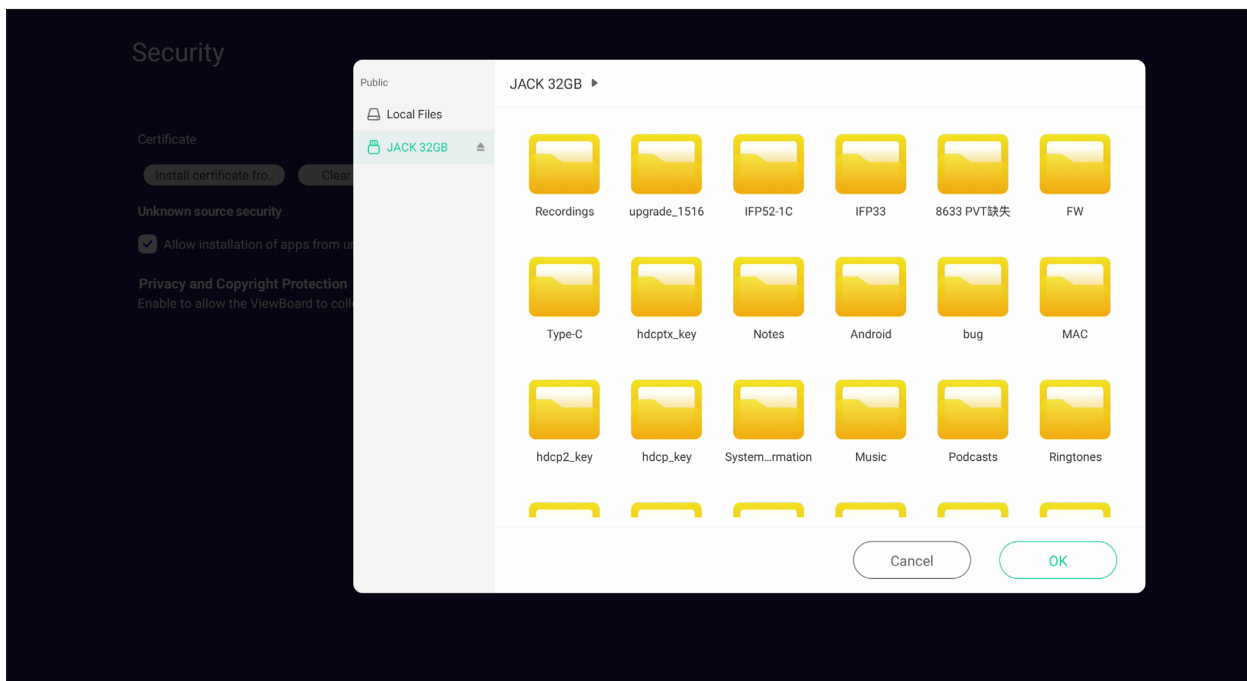 Security
Certificate
Install certificate fro..
Clear
Unknown source security
Allow installation of apps from un
Privacy and Copyright Protection
Enable to allow the ViewBoard to colle
Public
Local Files
JACK 32GB
JACK 32GB
Recordings
upgrade_1516
IFP52-1C
IFP33
8633 PVT缺失
FW
Type-C
hdcptx_key
Notes
Android
bug
MAC
hdcp2_key
hdcp_key
System...rmation
Music
Podcasts
Ringtones
Cancel
OK